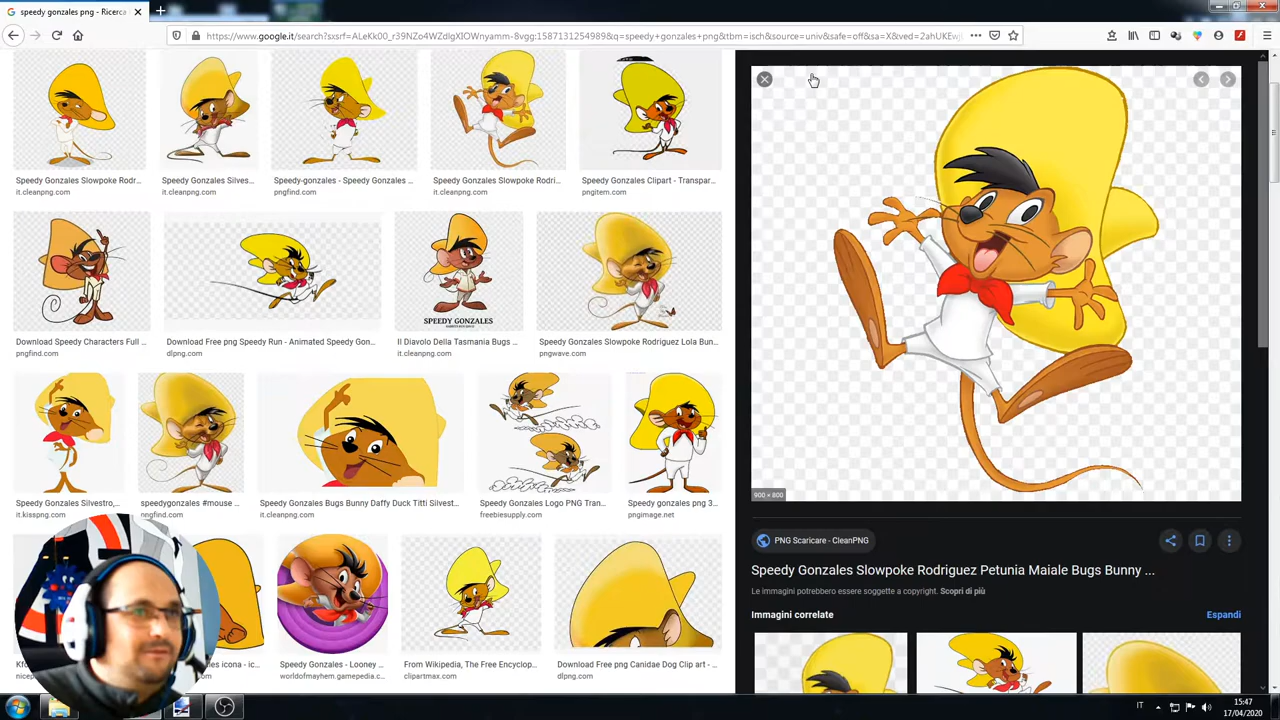 speedy gonzales png - Ricerca
https://www.google.it/search?sxsrf=ALeKk00_r39NZo4WZdlgXIOWnyamm-8vgg:1587131254989&q=speedy+gonzales+png&tbm=isch&source=univ&safe=off&sa=X&ved=2ahUKEw
Speedy Gonzales Slowpoke Rodr...
it.cleanpng.com
Speedy Gonzales Silves...
it.cleanpng.com
Speedy-gonzales - Speedy Gonzales ...
pngfind.com
Speedy Gonzales Slowpoke Rodri...
it.cleanpng.com
Speedy Gonzales Clipart - Transpar...
pngitem.com
SPEEDY GONZALES
Download Speedy Characters Full ...
pngfind.com
Download Free png Speedy Run - Animated Speedy Gon...
dlpng.com
Il Diavolo Della Tasmania Bugs ...
it.cleanpng.com
Speedy Gonzales Slowpoke Rodriguez Lola Bun...
pngwave.com
Speedy Gonzales Silvestro,...
it.kisspng.com
speedygonzales #mouse ...
pngfind.com
Speedy Gonzales Bugs Bunny Daffy Duck Titti Silvest...
it.cleanpng.com
Speedy Gonzales Logo PNG Tran...
freebiesupply.com
Speedy gonzales png 3...
pngimage.net
icona - ic...
Speedy Gonzales - Looney ...
worldofmayhem.gamepedia.c...
From Wikipedia, The Free Encyclop...
clipartmax.com
Download Free png Canidae Dog Clip art - ...
dlpng.com
900 × 800
PNG Scaricare - CleanPNG
Speedy Gonzales Slowpoke Rodriguez Petunia Maiale Bugs Bunny ...
Le immagini potrebbero essere soggette a copyright. Scopri di più
Immagini correlate
Espandi
IT
15:47
17/04/2020